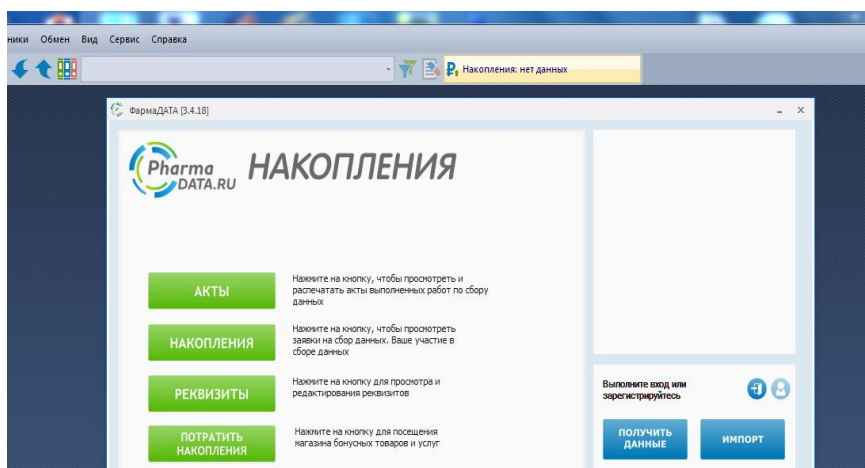 ники Обмен Вид Сервис Справка
Накопления: нет данных
ФармаДАТА [3.4.18]
Pharma
DATA.RU
НАКОПЛЕНИЯ
АКТЫ
Нажмите на кнопку, чтобы просмотреть и
распечатать акты выполненных работ по сбору
данных
НАКОПЛЕНИЯ
Нажмите на кнопку, чтобы просмотреть
заявки на сбор данных. Ваше участие в
сборе данных
РЕКВИЗИТЫ
Нажмите на кнопку для просмотра и
редактирования реквизитов
ПОТРАТИТЬ
НАКОПЛЕНИЯ
Нажмите на кнопку для посещения
магазина бонусных товаров и услуг
Выполните вход или
зарегистрируйтесь
ПОЛУЧИТЬ
ДАННЫЕ
ИМПОРТ